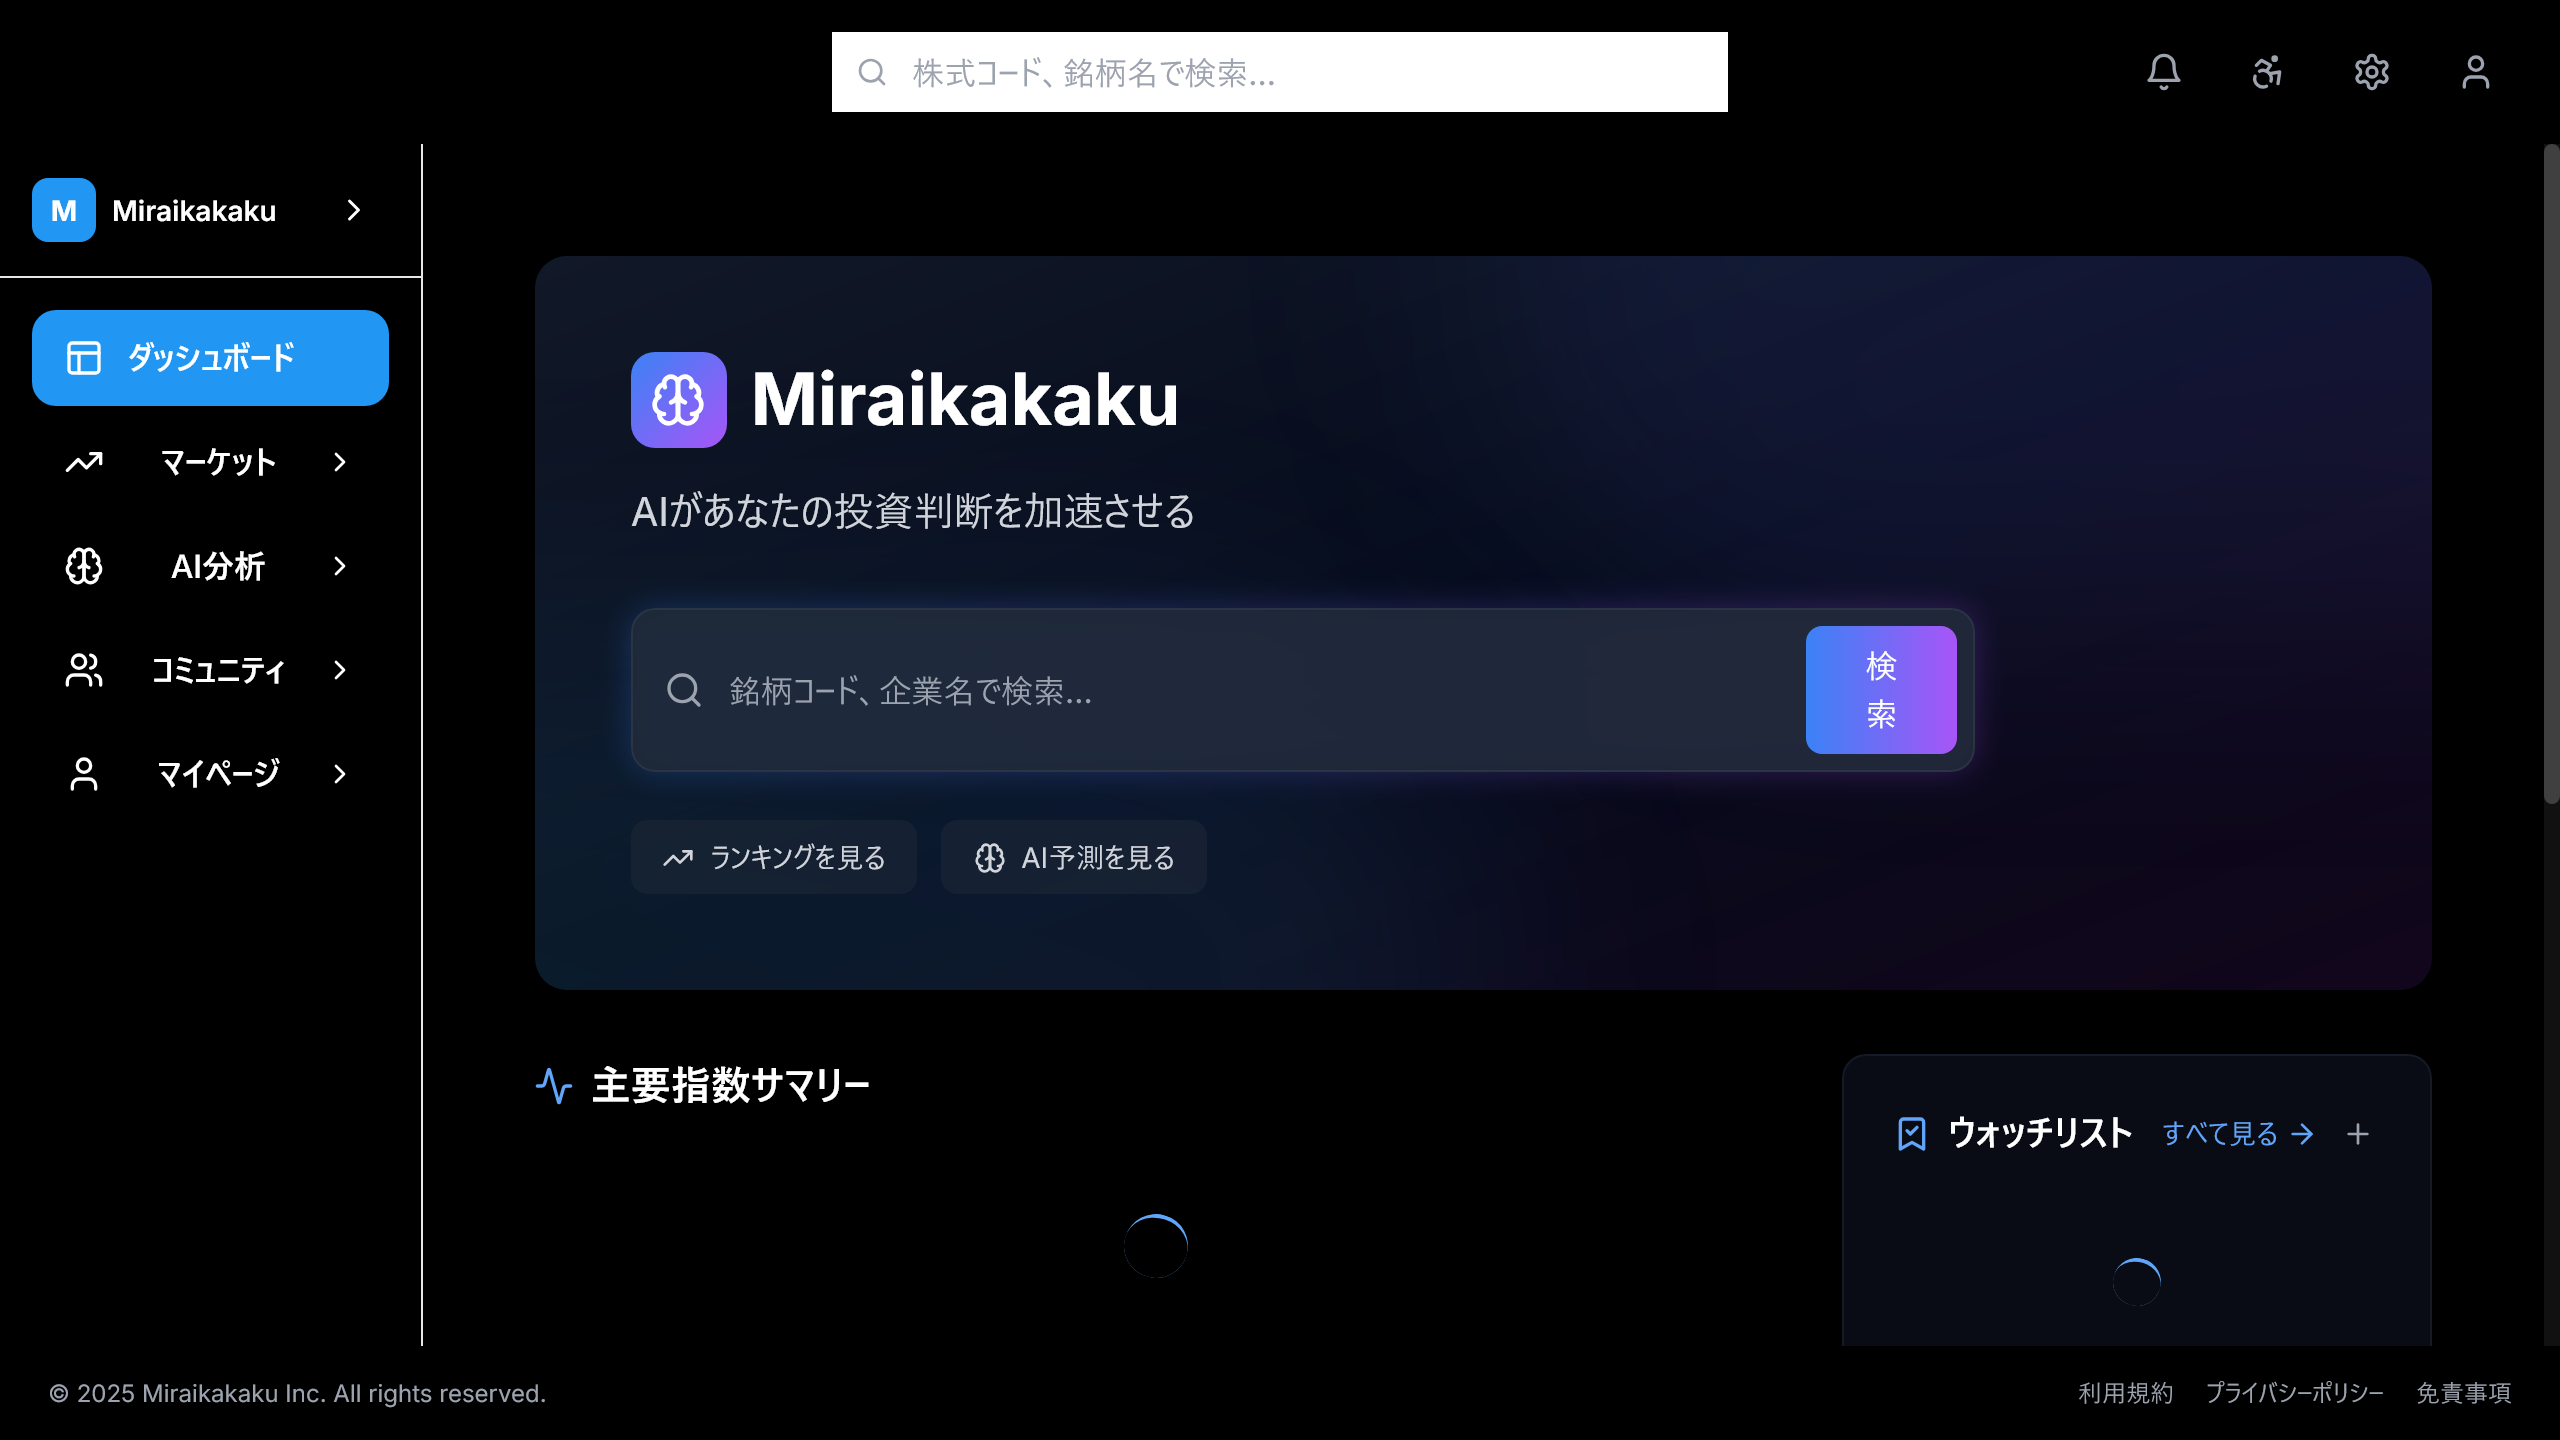 株式コード、銘柄名で検索...
M Miraikakaku
ダッシュボード
マーケット
AI分析
コミュニティ
マイページ
Miraikakaku
AIがあなたの投資判断を加速させる
銘柄コード、企業名で検索...
検
索
ランキングを見る
AI予測を見る
主要指数サマリー
ウォッチリスト すべて見る
© 2025 Miraikakaku Inc. All rights reserved.
利用規約 プライバシーポリシー 免責事項